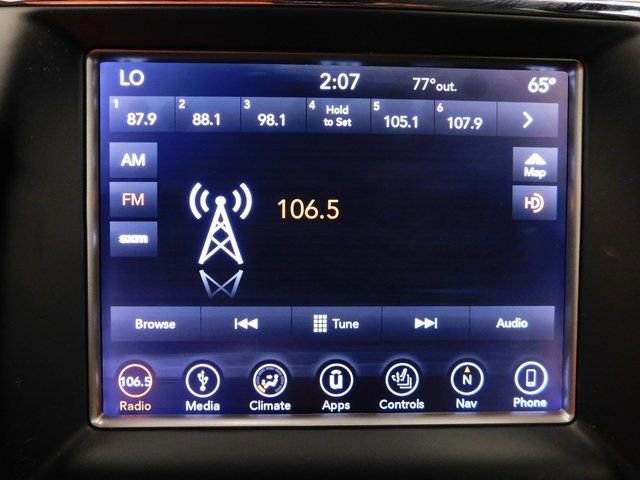 LO 2:07 77°out. 65°
1 87.9 2 88.1 3 98.1 4 Hold to Set 5 105.1 6 107.9
AM Map
FM HD
sxm
106.5
Browse Tune Audio
106.5 N
Radio Media Climate Apps Controls Nav Phone